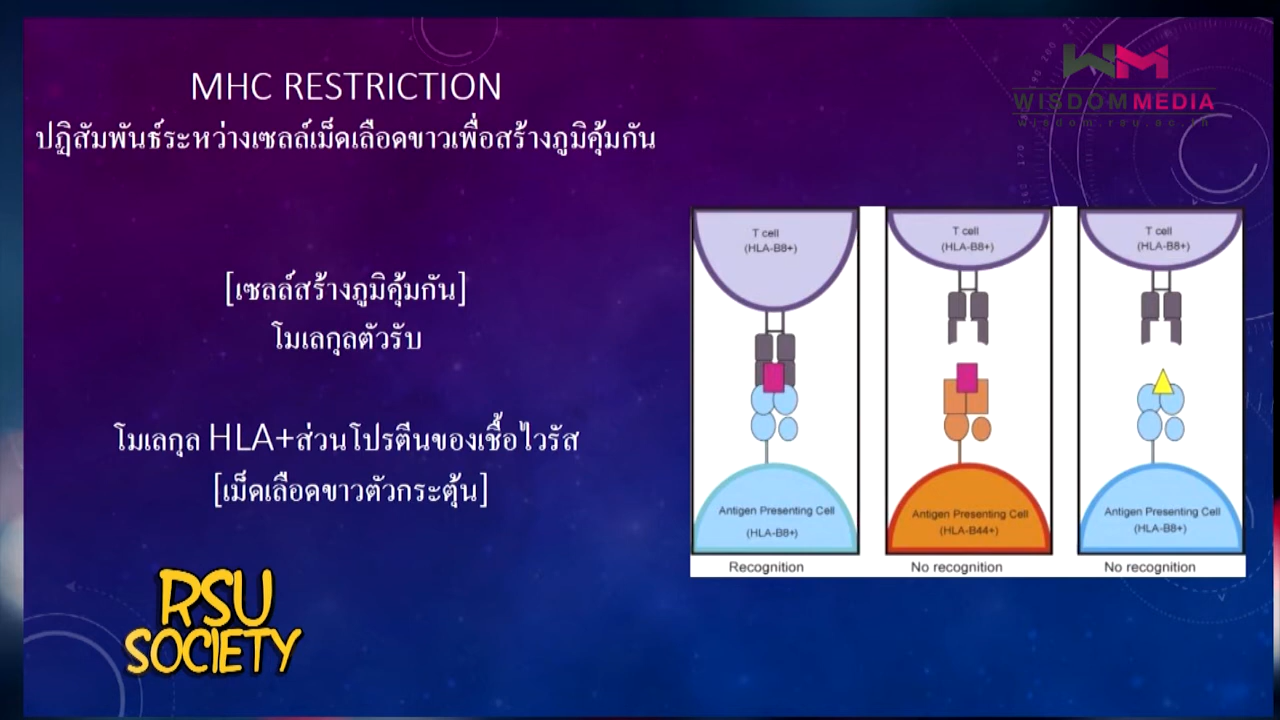 MHC RESTRICTION
ปฏิสัมพันธ์ระหว่างเซลล์เม็ดเลือดขาวเพื่อสร้างภูมิคุ้มกัน
[เซลล์สร้างภูมิคุ้มกัน]
โมเลกุลตัวรับ
โมเลกุล HLA+ส่วนโปรตีนของเชื้อไวรัส
[เม็ดเลือดขาวตัวกระตุ้น]
RSU
SOCIETY
WM
WISDOM MEDIA
wisdom.rsu.ac.th
T cell
(HLA-B8+)
Antigen Presenting Cell
(HLA-B8+)
Recognition
T cell
(HLA-B8+)
Antigen Presenting Cell
(HLA-B44+)
No recognition
T cell
(HLA-B8+)
Antigen Presenting Cell
(HLA-B8+)
No recognition